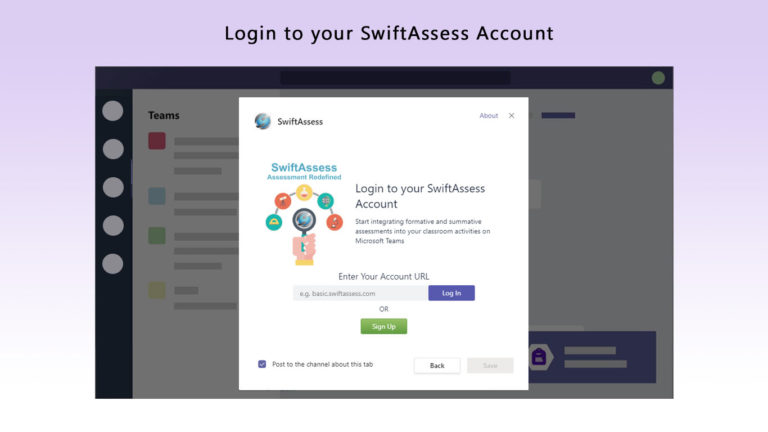 Login to your SwiftAssess Account
Teams
SwiftAssess
About
SwiftAssess
Assessment Redefined
Login to your SwiftAssess
Account
Start integrating formative and summative
assessments into your classroom activities on
Microsoft Teams
Enter Your Account URL
e.g. basic.swiftassess.com
Log In
OR
Sign Up
Post to the channel about this tab
Back
Save